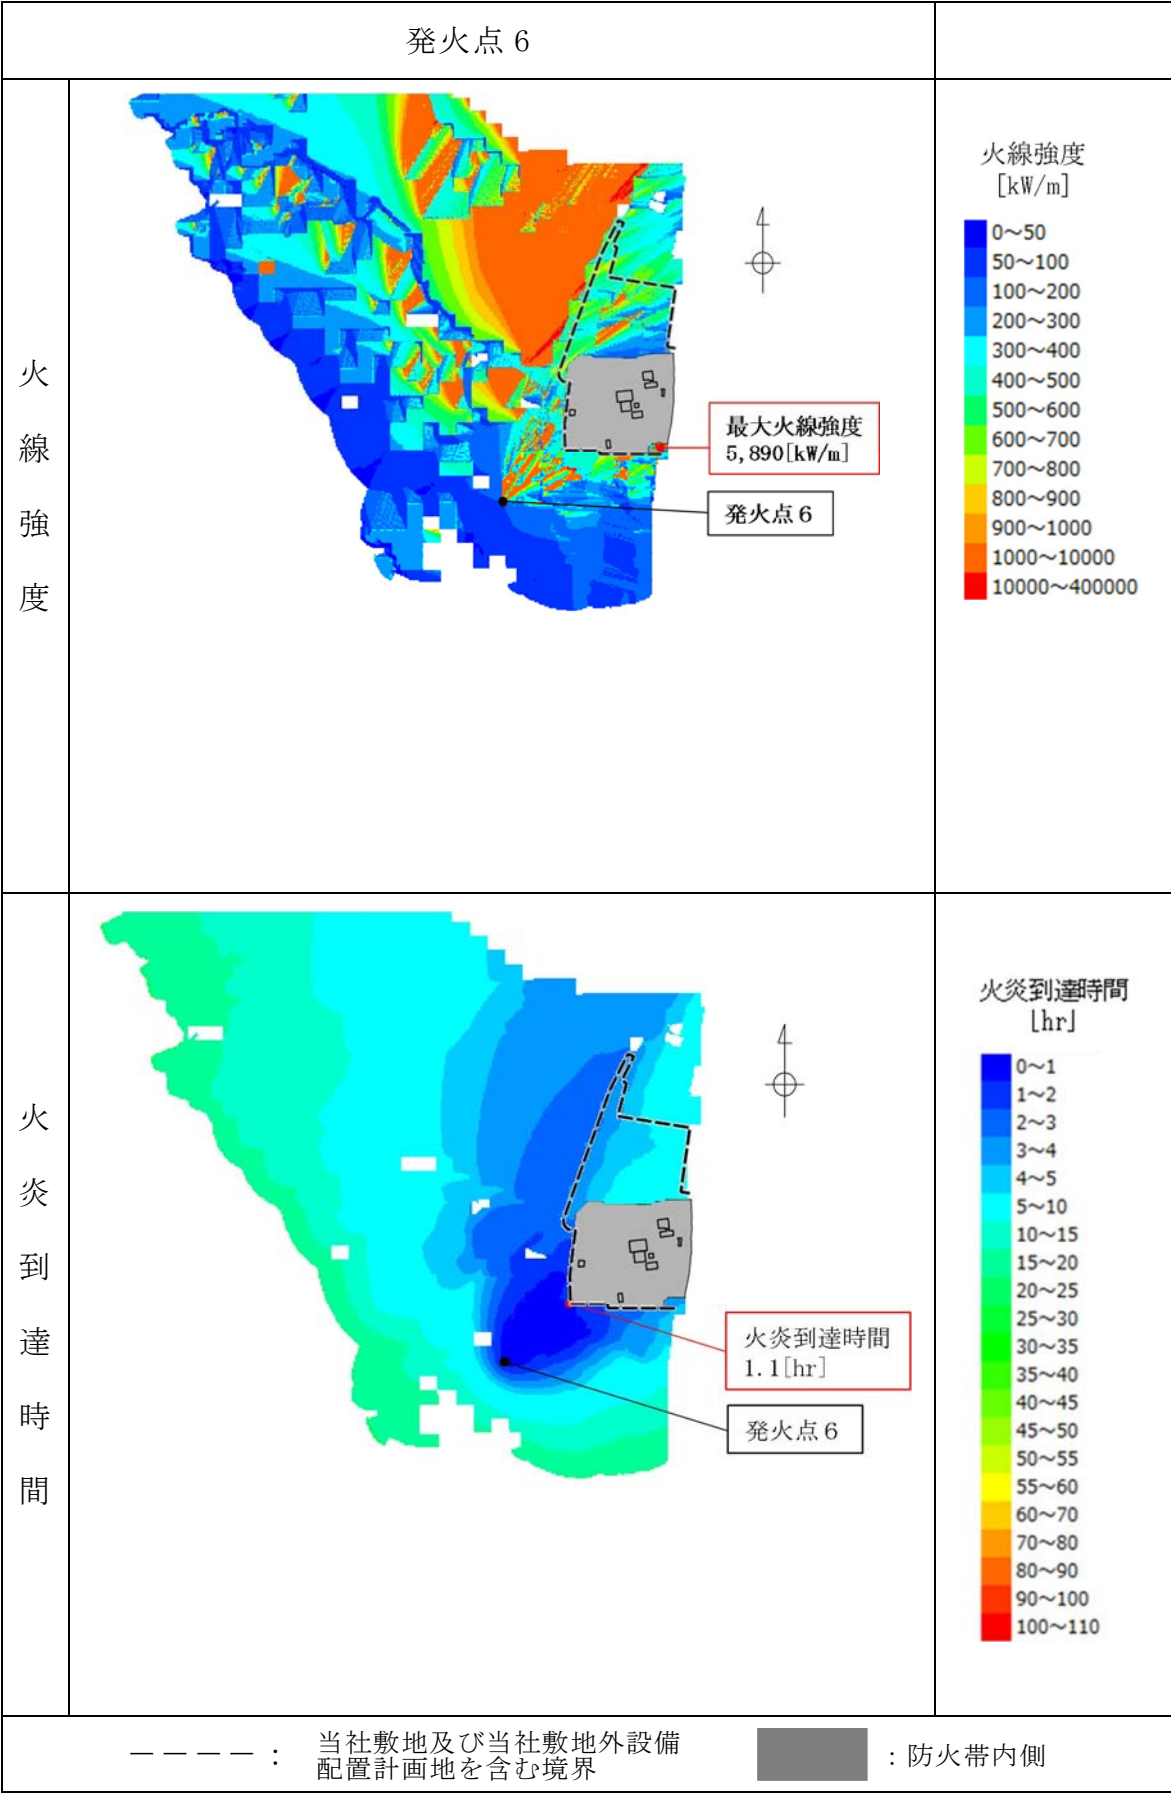 発火点６
火線強度
火線強度
[kW/m]
0～50
50～100
100～200
200～300
300～400
400～500
500～600
600～700
700～800
800～900
900～1000
1000～10000
10000～400000
最大火線強度
5,890[kW/m]
発火点６
火炎到達時間
火炎到達時間
[hr]
0～1
1～2
2～3
3～4
4～5
5～10
10～15
15～20
20～25
25～30
30～35
35～40
40～45
45～50
50～55
55～60
60～70
70～80
80～90
90～100
100～110
火炎到達時間
1.1[hr]
発火点６
－－－－：
当社敷地及び当社敷地外設備
配置計画地を含む境界
：防火帯内側